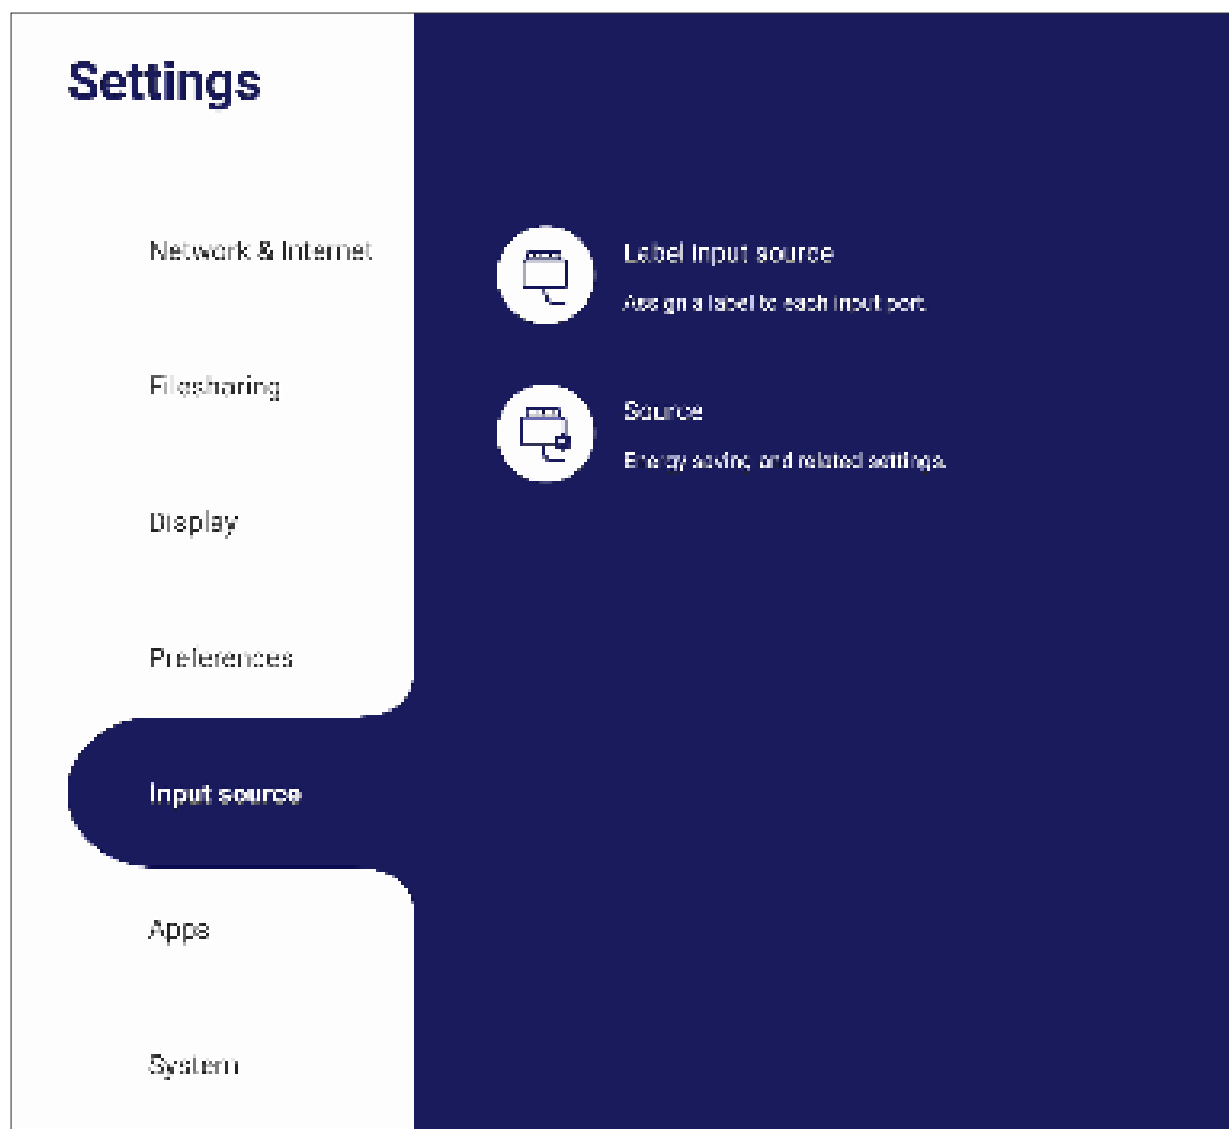 Settings
Network & Internet
Filesharing
Display
Preferences
Input source
Apps
System
Label input source
Assign a label to each input port.
Source
Energy saving and related settings.